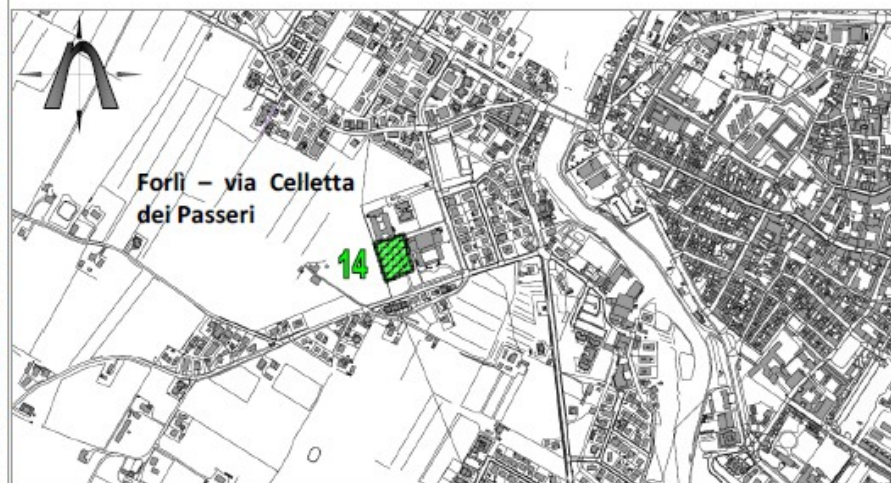 Forlì – via Celletta
dei Passeri
14